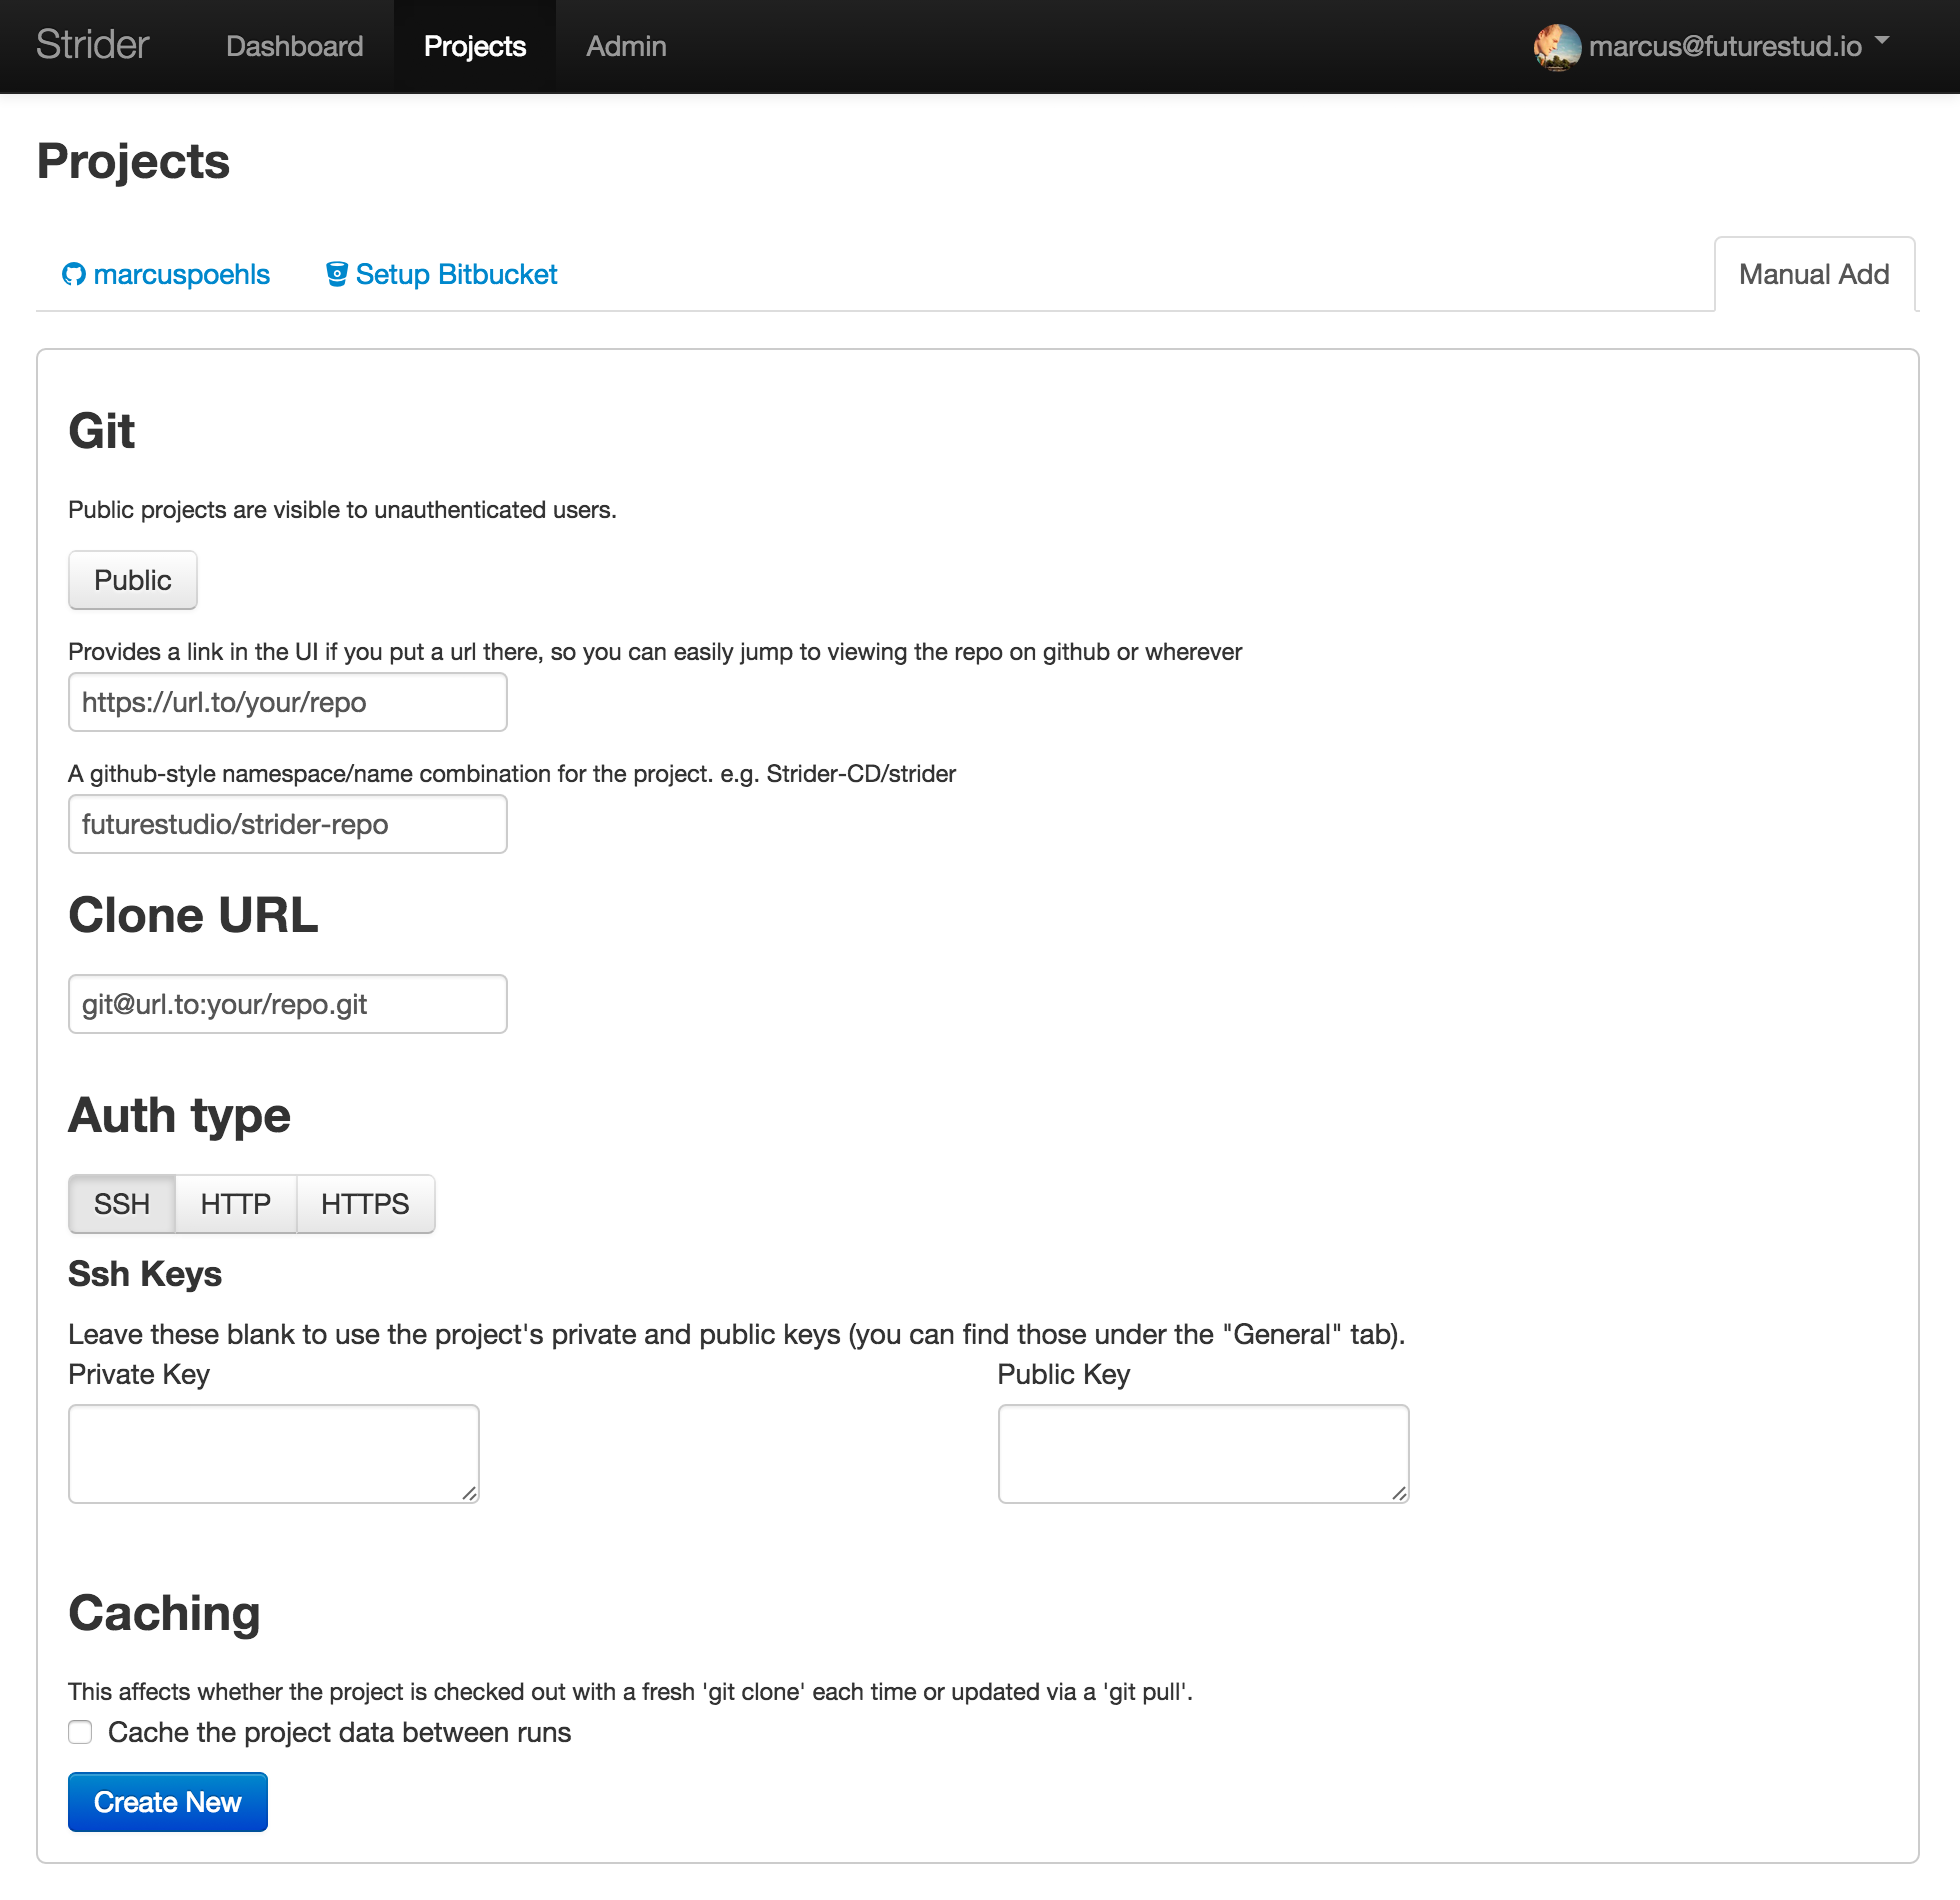 Strider Dashboard Projects Admin marcus@futurestud.io
Projects
marcuspoehls Setup Bitbucket Manual Add
Git
Public projects are visible to unauthenticated users.
Public
Provides a link in the UI if you put a url there, so you can easily jump to viewing the repo on github or wherever
https://url.to/your/repo
A github-style namespace/name combination for the project. e.g. Strider-CD/strider
futurestudio/strider-repo
Clone URL
git@url.to:your/repo.git
Auth type
SSH HTTP HTTPS
Ssh Keys
Leave these blank to use the project's private and public keys (you can find those under the "General" tab).
Private Key Public Key
Caching
This affects whether the project is checked out with a fresh 'git clone' each time or updated via a 'git pull'.
Cache the project data between runs
Create New